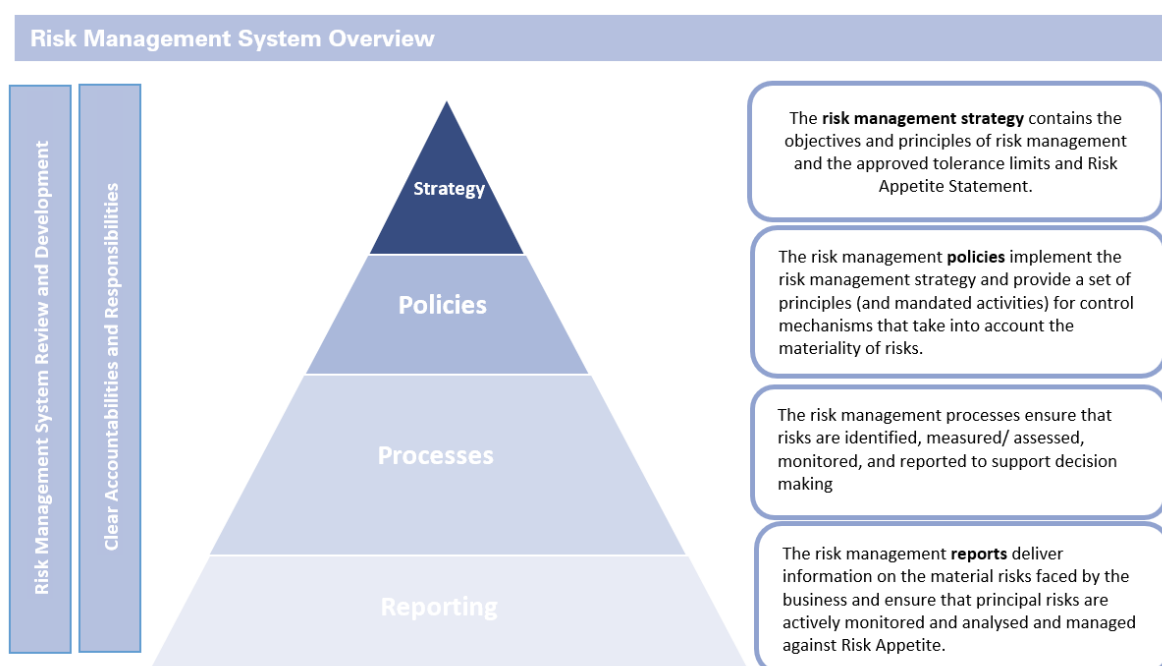 Risk Management System Overview
Risk Management System Review and Development
Clear Accountabilities and Responsibilities
Strategy
Policies
Processes
Reporting
The risk management strategy contains the
objectives and principles of risk management
and the approved tolerance limits and Risk
Appetite Statement.
The risk management policies implement the
risk management strategy and provide a set of
principles (and mandated activities) for control
mechanisms that take into account the
materiality of risks.
The risk management processes ensure that
risks are identified, measured/ assessed,
monitored, and reported to support decision
making
The risk management reports deliver
information on the material risks faced by the
business and ensure that principal risks are
actively monitored and analysed and managed
against Risk Appetite.